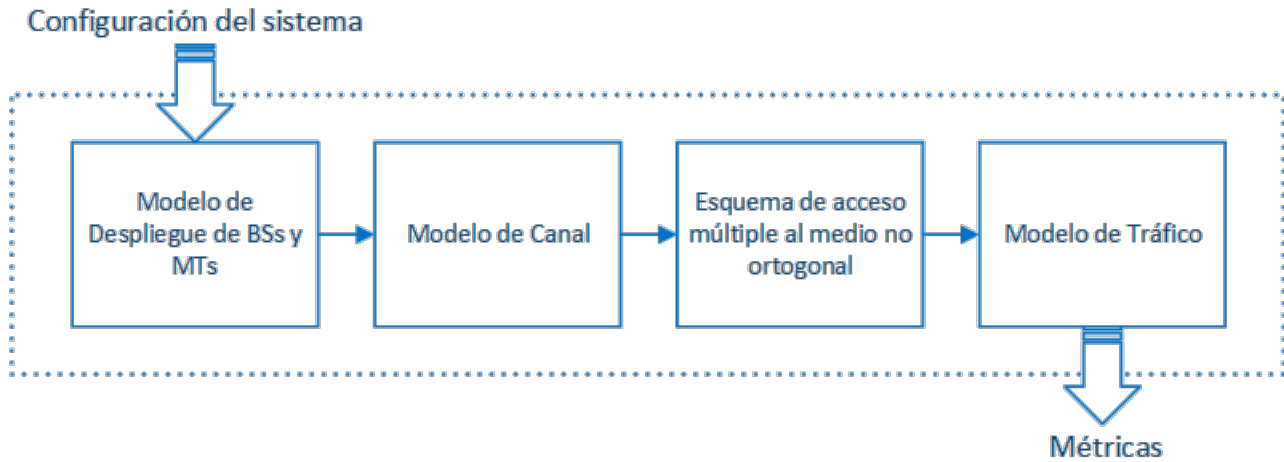 Configuración del sistema
Modelo de
Despliegue de BSs y
MTs
Modelo de Canal
Esquema de acceso
múltiple al medio no
ortogonal
Modelo de Tráfico
Métricas